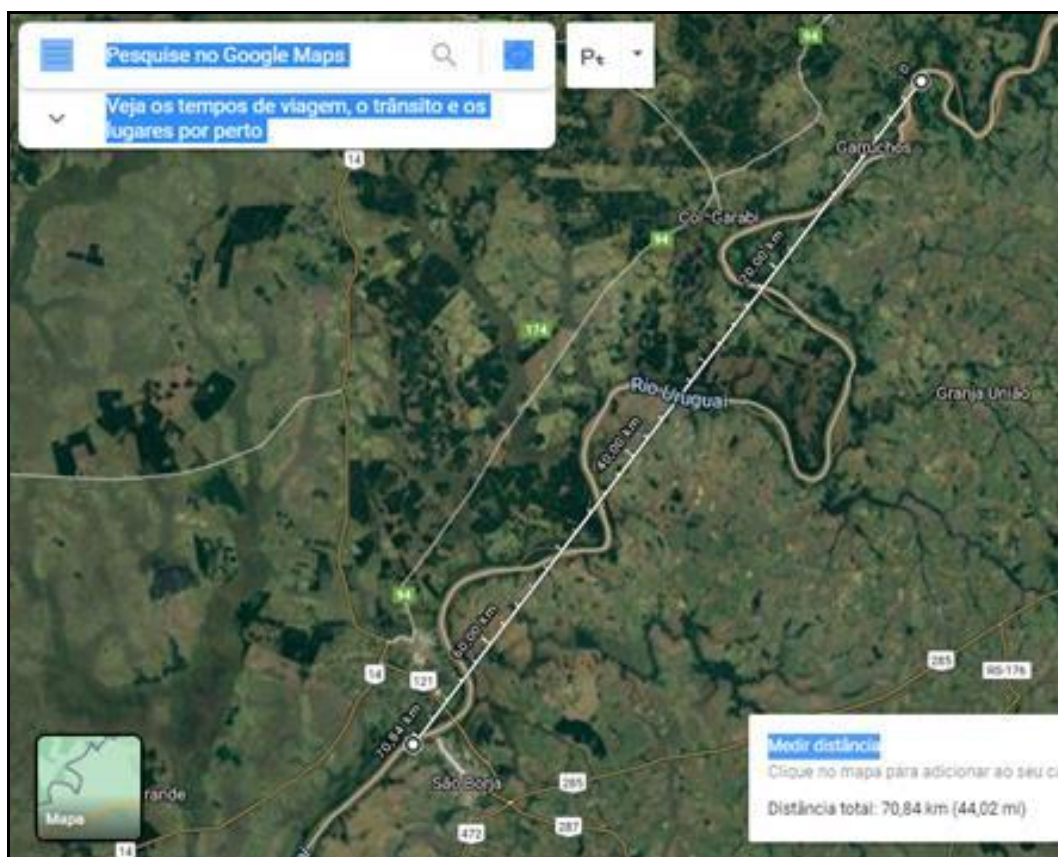 Pesquise no Google Maps
Veja os tempos de viagem, o trânsito e os
lugares por perto
94
0
14
Garruchos
Col. Garabi
94
20,00 km
174
Rio Uruguai
Granja União
40,00 km
94
60,00 km
285
RS-176
14
121
70,84 km
Medir distância
Clique no mapa para adicionar ao seu
São Borja
285
rande
Distância total: 70,84 km (44,02 mi)
Mapa
472
287
14